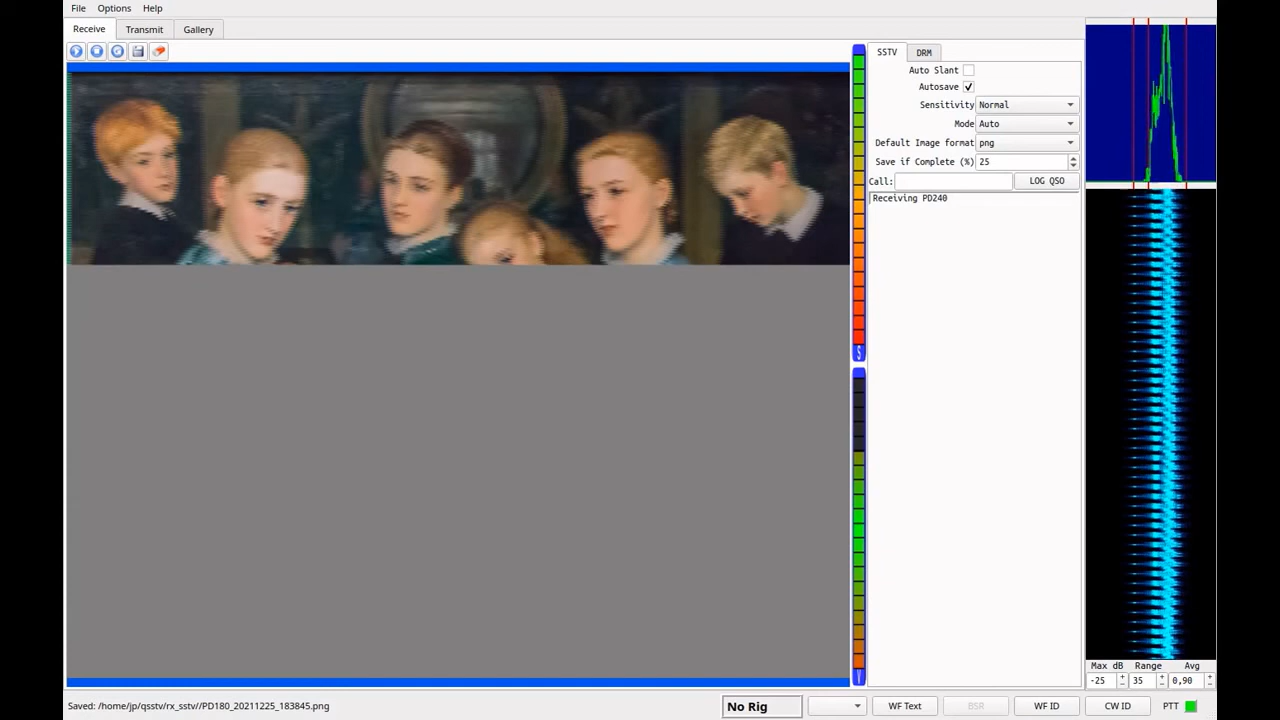 File Options Help
Receive Transmit Gallery
SSTV DRM
Auto Slant
Autosave
Sensitivity Normal
Mode Auto
Default Image format png
Save if Complete (%) 25
Call: LOG QSO
Receiving PD240
S
V
Max dB Range Avg
-25 35 0,90
Saved: /home/jp/qsstv/rx_sstv//PD180_20211225_183845.png
No Rig WF Text BSR WF ID CW ID PTT